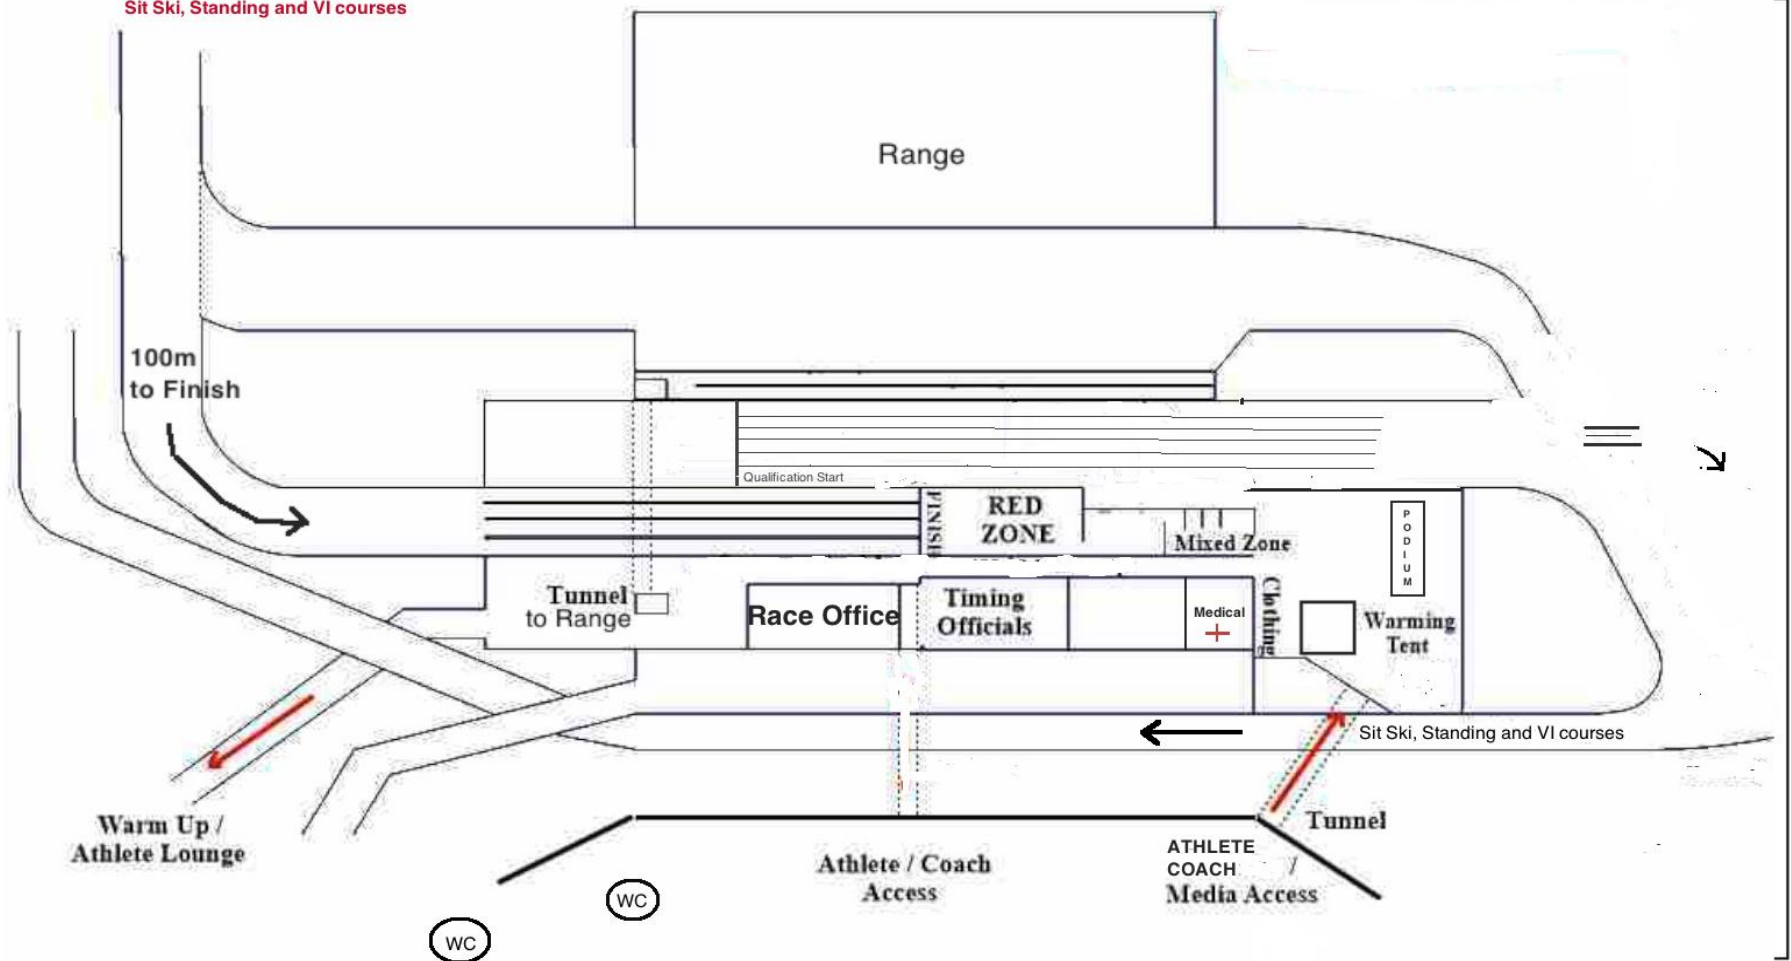 Sit Ski, Standing and VI courses
Range
100m
to Finish
Qualification Start
FINISH
RED
ZONE
Mixed Zone
PODIUM
Tunnel
to Range
Race Office
Timing
Officials
Medical
Clothing
Warming
Tent
Sit Ski, Standing and VI courses
Tunnel
Warm Up /
Athlete Lounge
Athlete / Coach
Access
ATHLETE
COACH /
Media Access
WC
WC